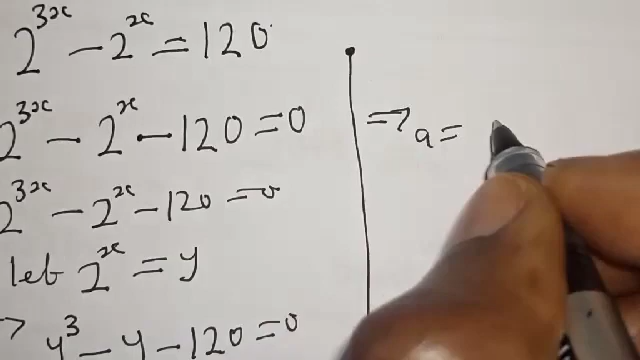 2^{3x} - 2^x = 120
2^{3x} - 2^x - 120 = 0
2^{3x} - 2^x - 120 = 0
let 2^x = y
=> y^3 - y - 120 = 0
=> a =